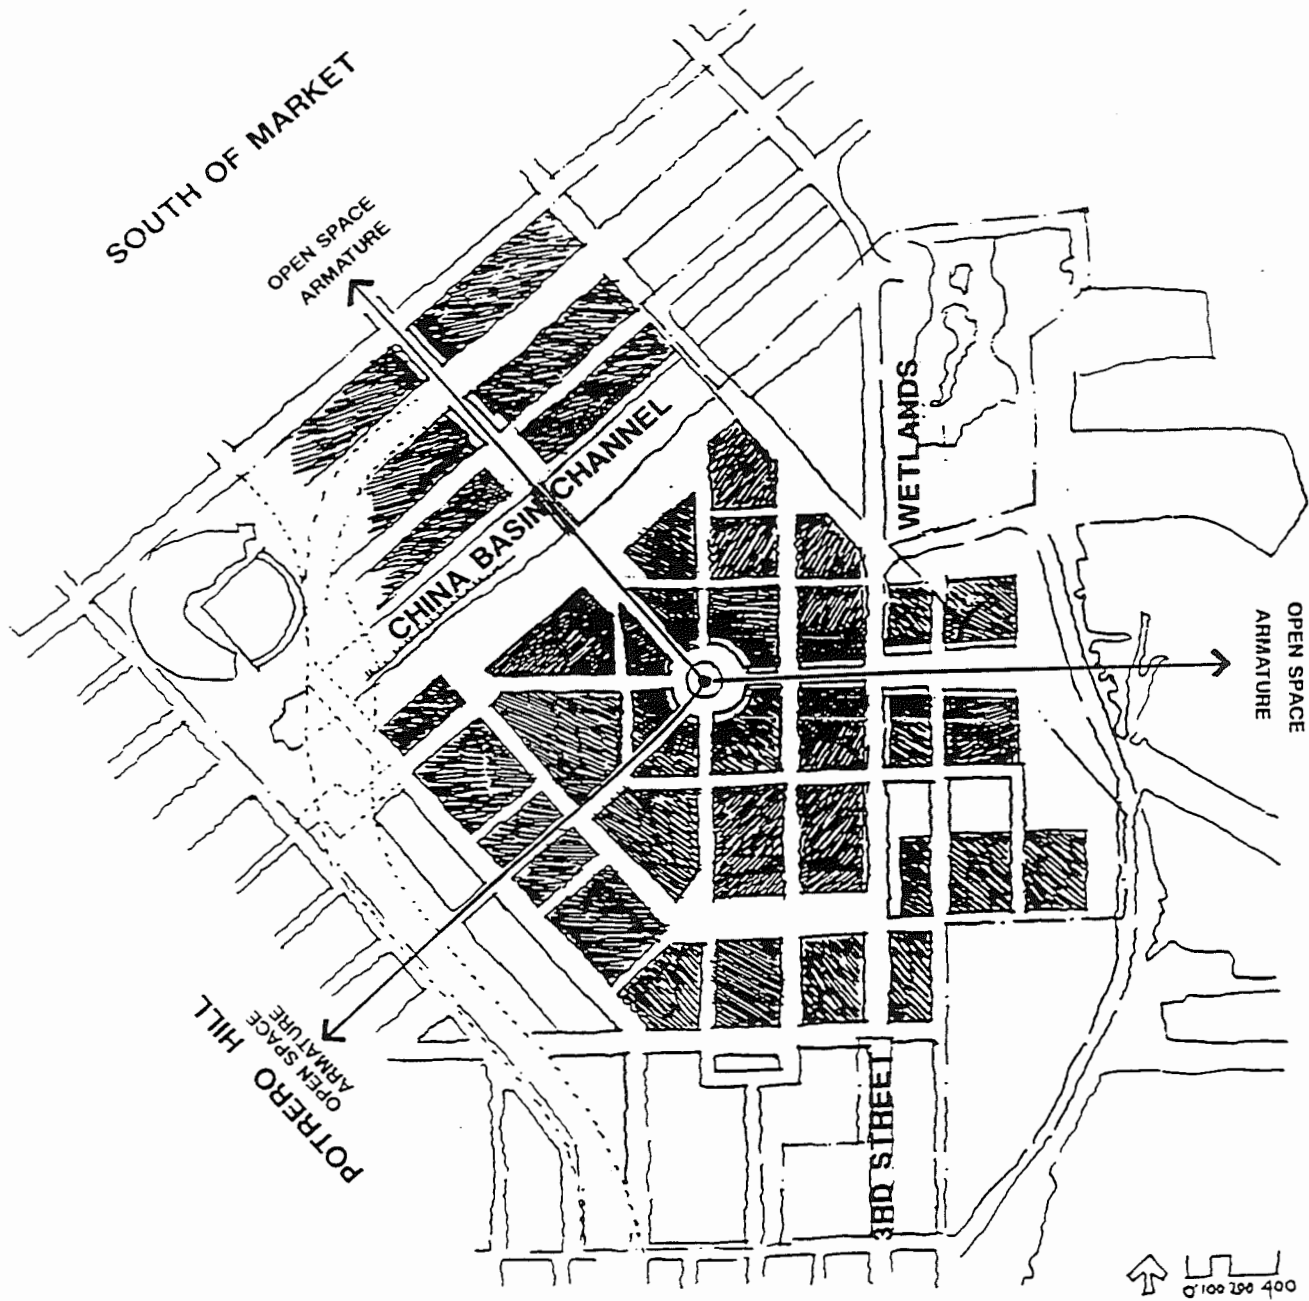 SOUTH OF MARKET
OPEN SPACE
ARMATURE
WETLANDS
CHINA BASIN CHANNEL
OPEN SPACE
ARMATURE
POTRERO HILL
OPEN SPACE
ARMATURE
3RD STREET
0 100 200 400